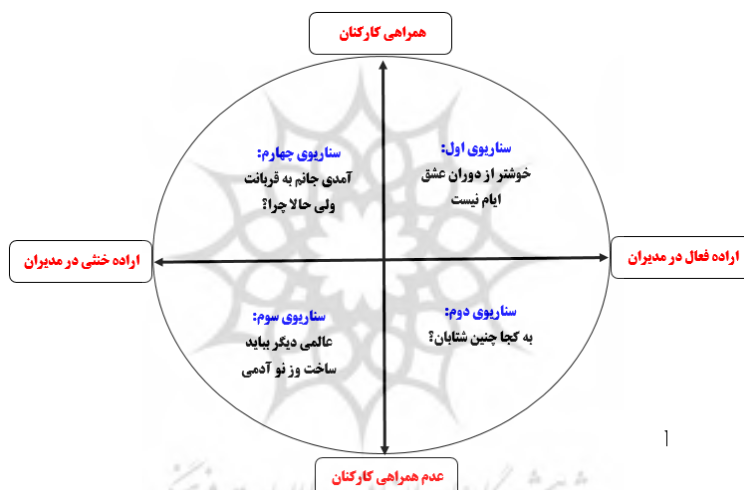 همراهی کارکنان
سناریوی اول:
خوشتر از دوران عشق
ایام نیست
سناریوی چهارم:
آمدی جانم به قربانت
ولی حالا چرا؟
اراده فعال در مدیران
اراده خنثی در مدیران
سناریوی دوم:
به کجا چنین شتابان؟
سناریوی سوم:
عالمی دیگر بباید
ساخت وز نو آدمی
1
عدم همراهی کارکنان